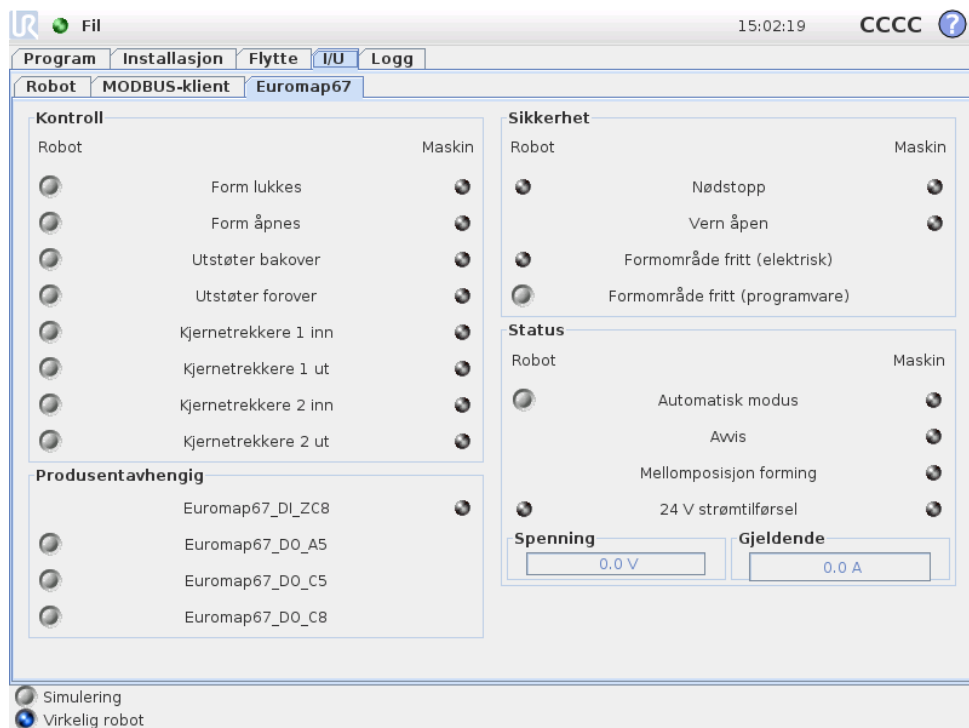 UR Fil 15:02:19 CCCC ?
Program Installasjon Flytte I/U Logg
Robot MODBUS-klient Euromap67
Kontroll
Robot Maskin
Form lukkes
Form åpnes
Utstøter bakover
Utstøter forover
Kjernetrekkere 1 inn
Kjernetrekkere 1 ut
Kjernetrekkere 2 inn
Kjernetrekkere 2 ut
Produsentavhengig
Euromap67_DI_ZC8
Euromap67_DO_A5
Euromap67_DO_C5
Euromap67_DO_C8
Sikkerhet
Robot Maskin
Nødstopp
Vern åpen
Formområde fritt (elektrisk)
Formområde fritt (programvare)
Status
Robot Maskin
Automatisk modus
Avvis
Mellomposisjon forming
24 V strømtilførsel
Spenning
0.0 V
Gjeldende
0.0 A
Simulering
Virkelig robot